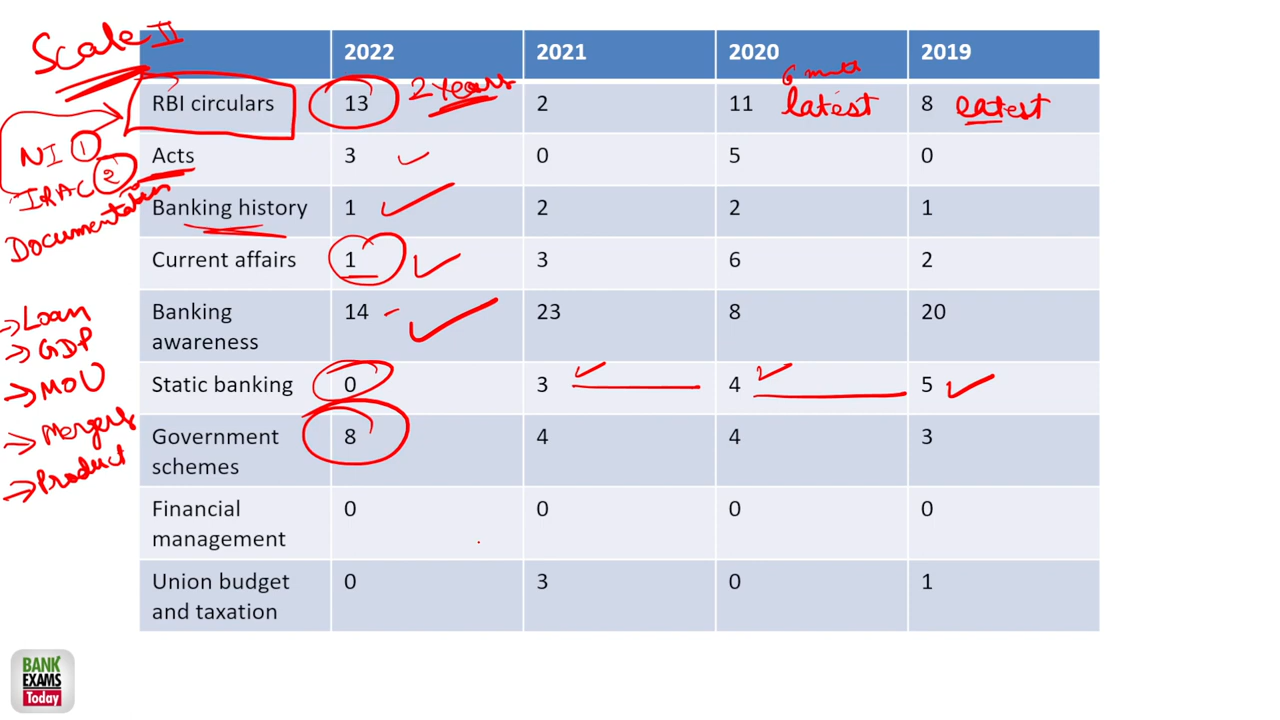 Scale II
2022 2021 2020 2019
RBI circulars 13 2 Years 2 11 6 month latest 8 latest
NI 1
Acts 3 0 5 0
IRAC 2
Documentation
Banking history 1 2 2 1
Current affairs 1 3 6 2
Banking 14 23 8 20
awareness
→Loan
→GDP
Static banking 0 3 4 5
→MOU
→Mergers
Government 8 4 4 3
schemes
→Product
Financial 0 0 0 0
management
Union budget 0 3 0 1
and taxation
BANK
EXAMS
Today